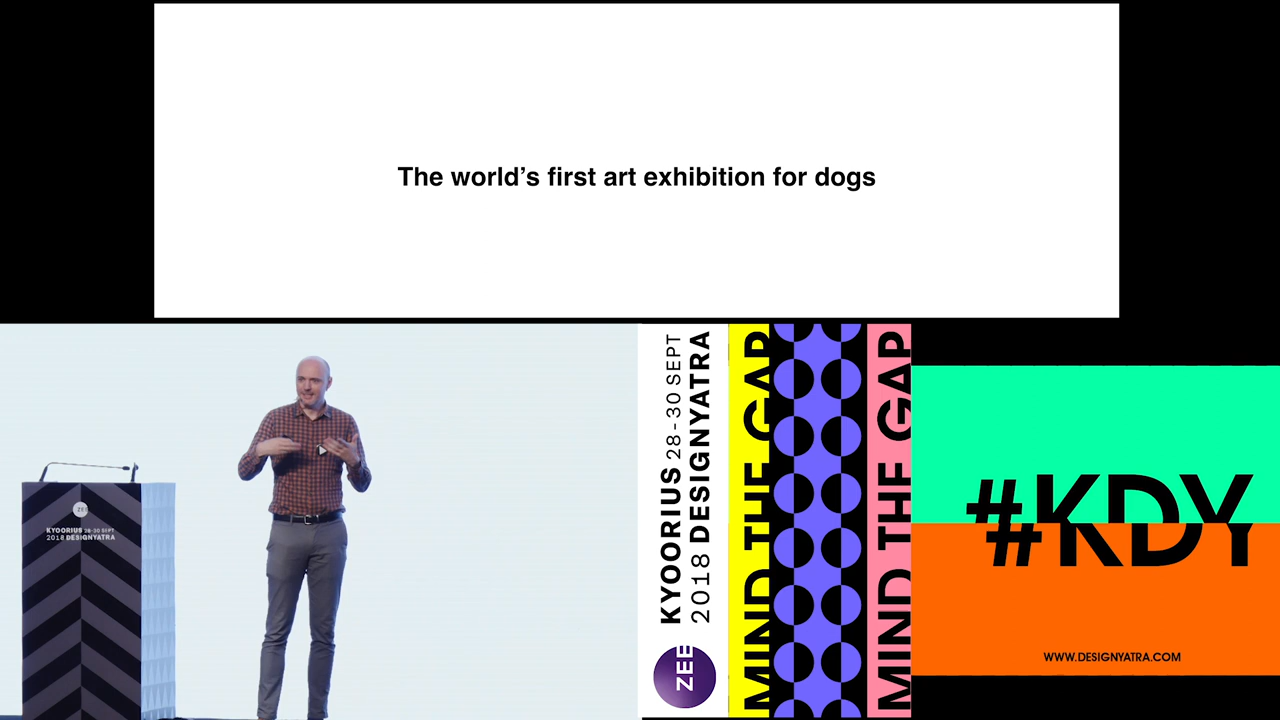 The world’s first art exhibition for dogs
ZEE
KYOORIUS 28-30 SEPT
2018 DESIGNYATRA
ZEE
KYOORIUS 28-30 SEPT
2018 DESIGNYATRA
MIND THE GAP
MIND THE GAP
#KDY
WWW.DESIGNYATRA.COM